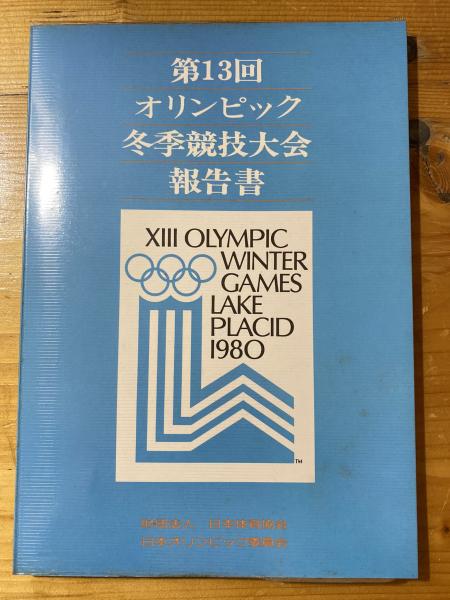 第13回
オリンピック
冬季競技大会
報告書
XIII OLYMPIC
WINTER
GAMES
LAKE
PLACID
1980
TM
財団法人 日本体育協会
日本オリンピック委員会